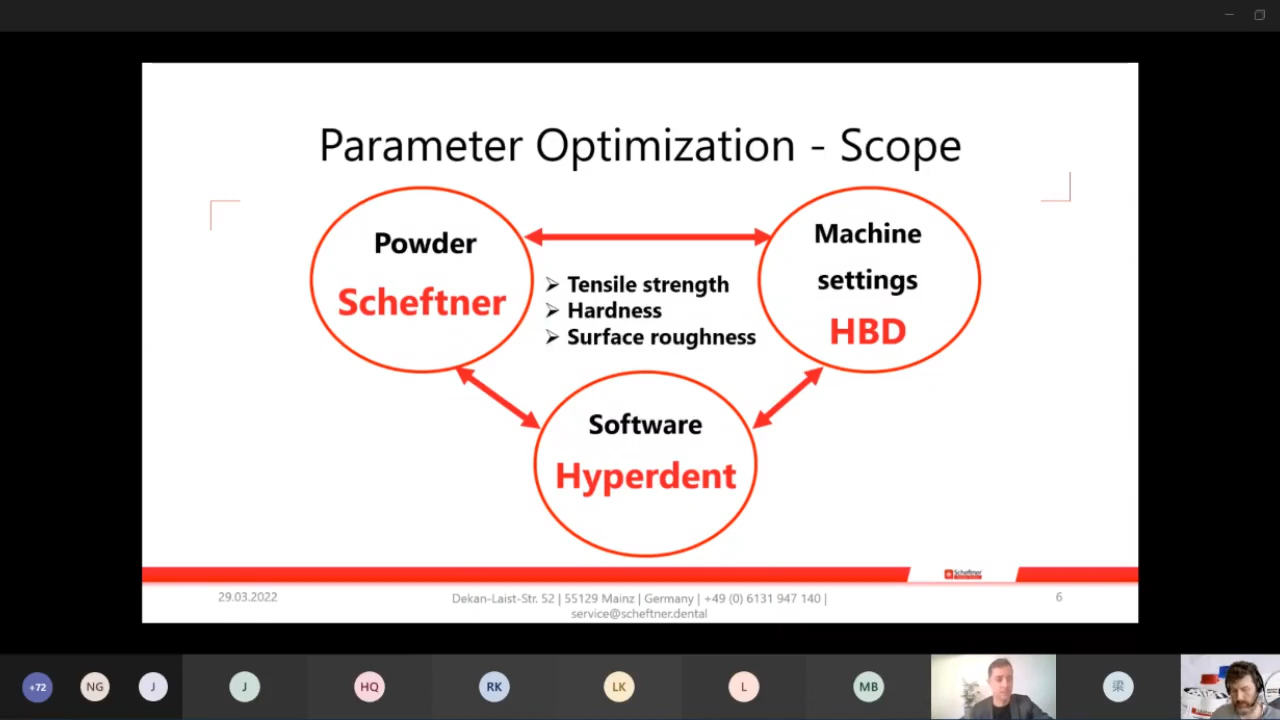 Parameter Optimization - Scope
Powder
Scheftner
Machine
settings
HBD
➢ Tensile strength
➢ Hardness
➢ Surface roughness
Software
Hyperdent
Scheftner
29.03.2022
Dekan-Laist-Str. 52 | 55129 Mainz | Germany | +49 (0) 6131 947 140 |
service@scheftner.dental
6
+72
NG
J
J
HQ
RK
LK
L
MB
梁